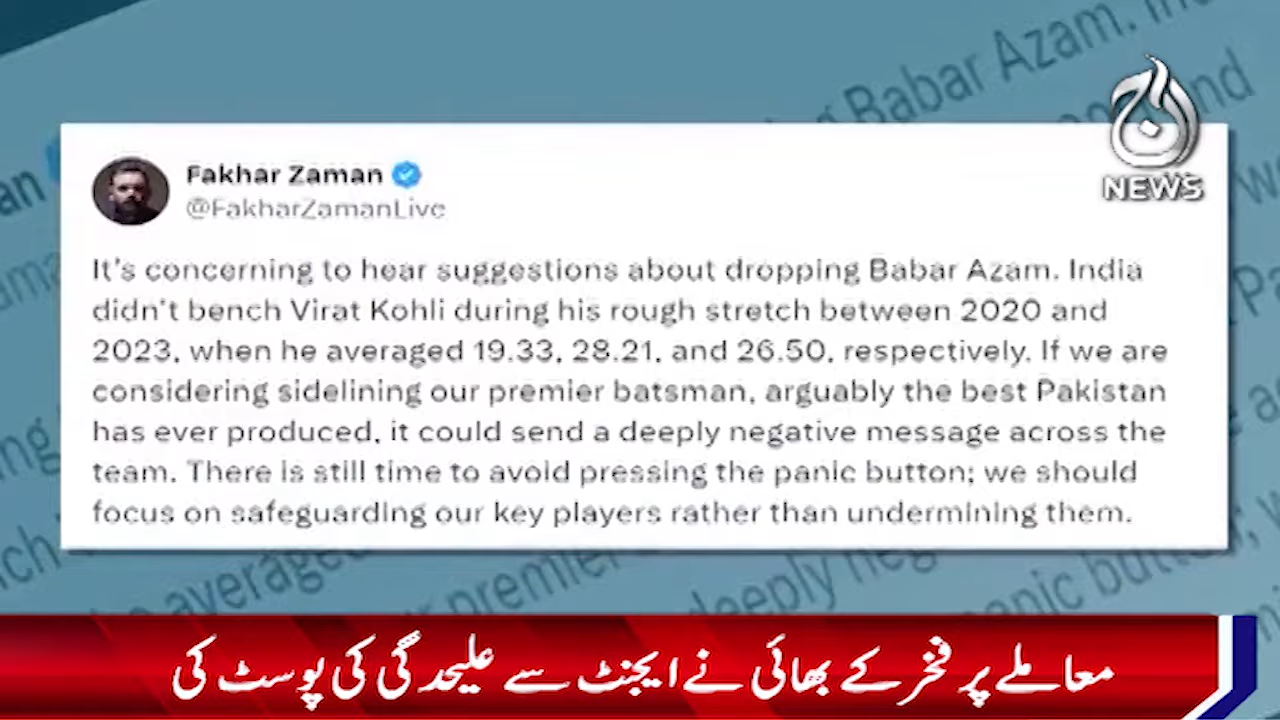 آج
NEWS
Fakhar Zaman
@FakharZamanLive
It's concerning to hear suggestions about dropping Babar Azam. India
didn't bench Virat Kohli during his rough stretch between 2020 and
2023, when he averaged 19.33, 28.21, and 26.50, respectively. If we are
considering sidelining our premier batsman, arguably the best Pakistan
has ever produced, it could send a deeply negative message across the
team. There is still time to avoid pressing the panic button; we should
focus on safeguarding our key players rather than undermining them.
معاملے پر فخر کے بھائی نے ایجنٹ سے علیحدگی کی پوسٹ کی